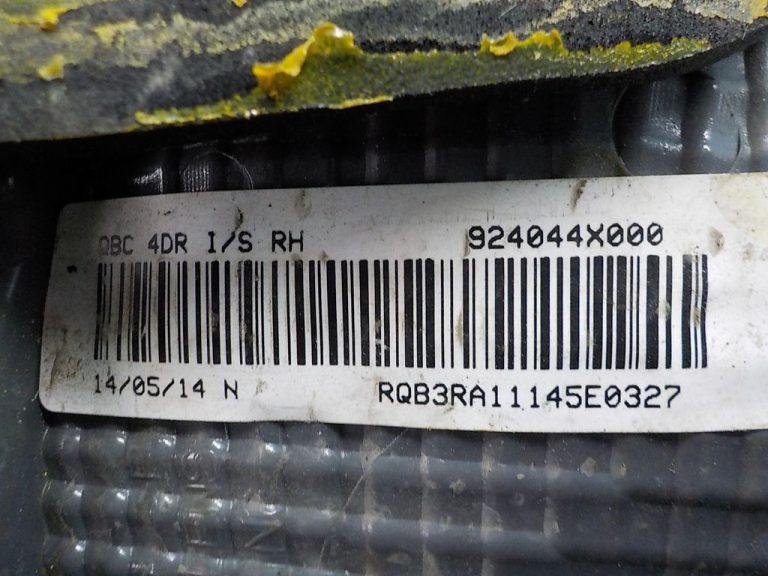 QBC 4DR I/S RH 924044X000
14/05/14 N RQB3RA11145E0327